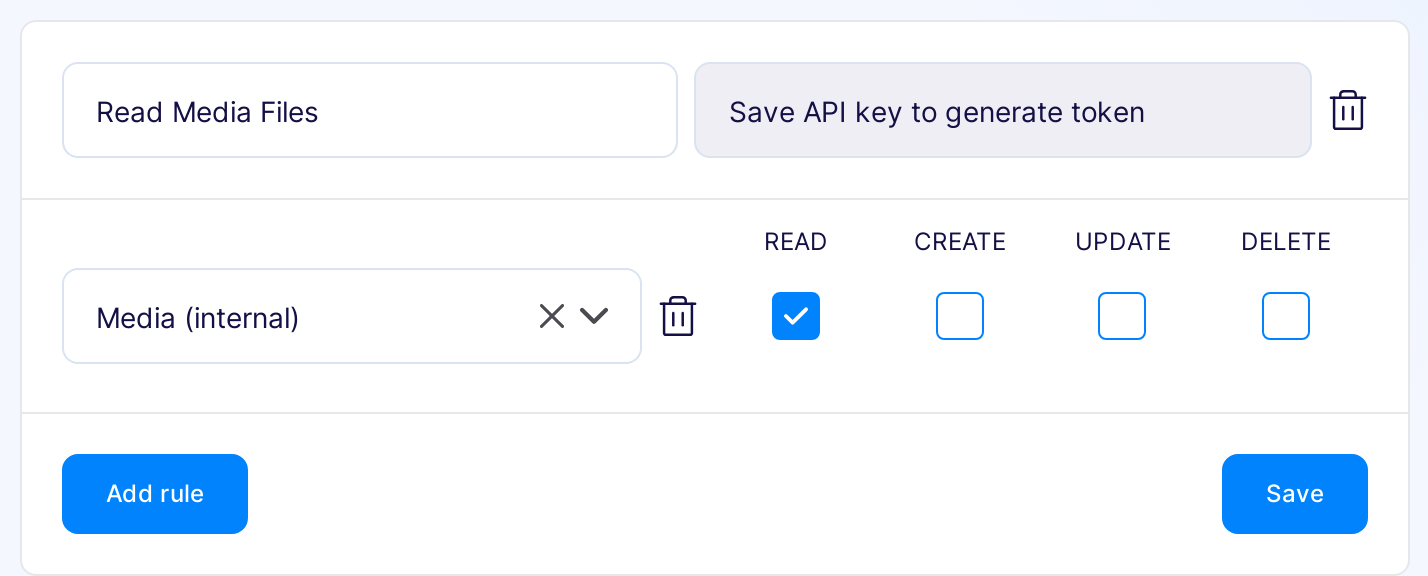 Read Media Files
Save API key to generate token
READ CREATE UPDATE DELETE
Media (internal)
Add rule
Save